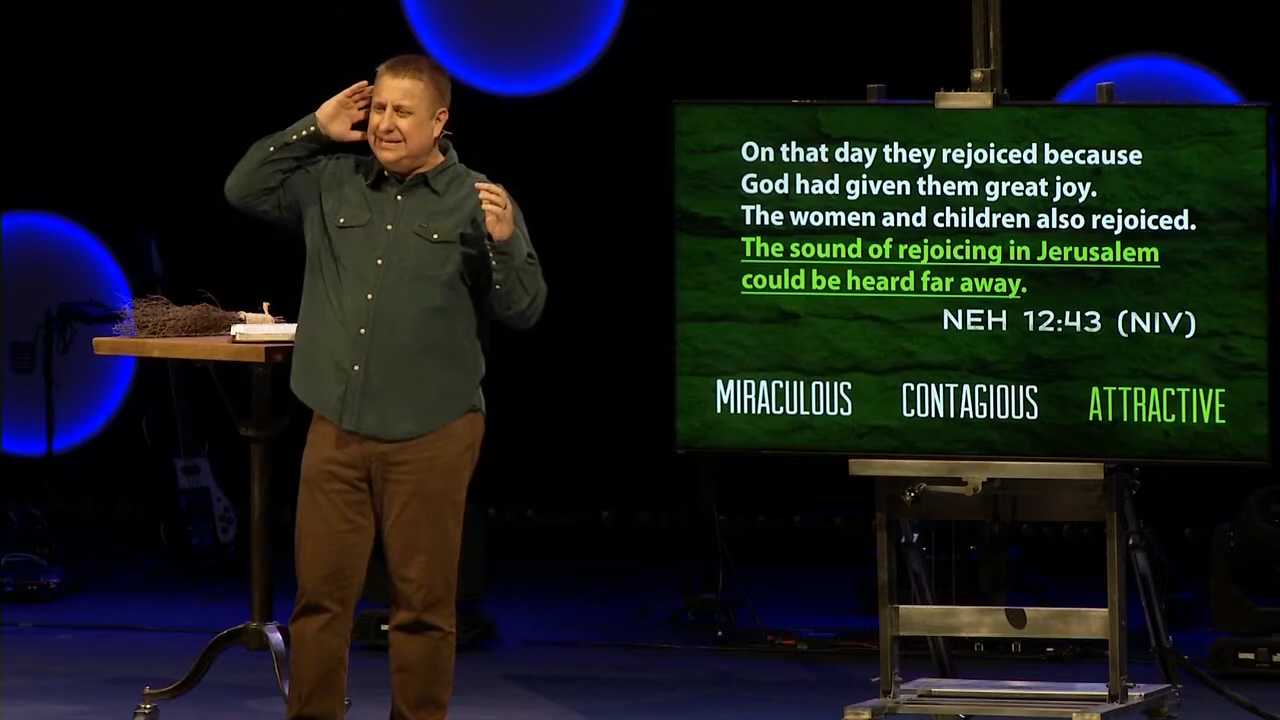 On that day they rejoiced because
God had given them great joy.
The women and children also rejoiced.
The sound of rejoicing in Jerusalem
could be heard far away.
NEH 12:43 (NIV)
MIRACULOUS CONTAGIOUS ATTRACTIVE